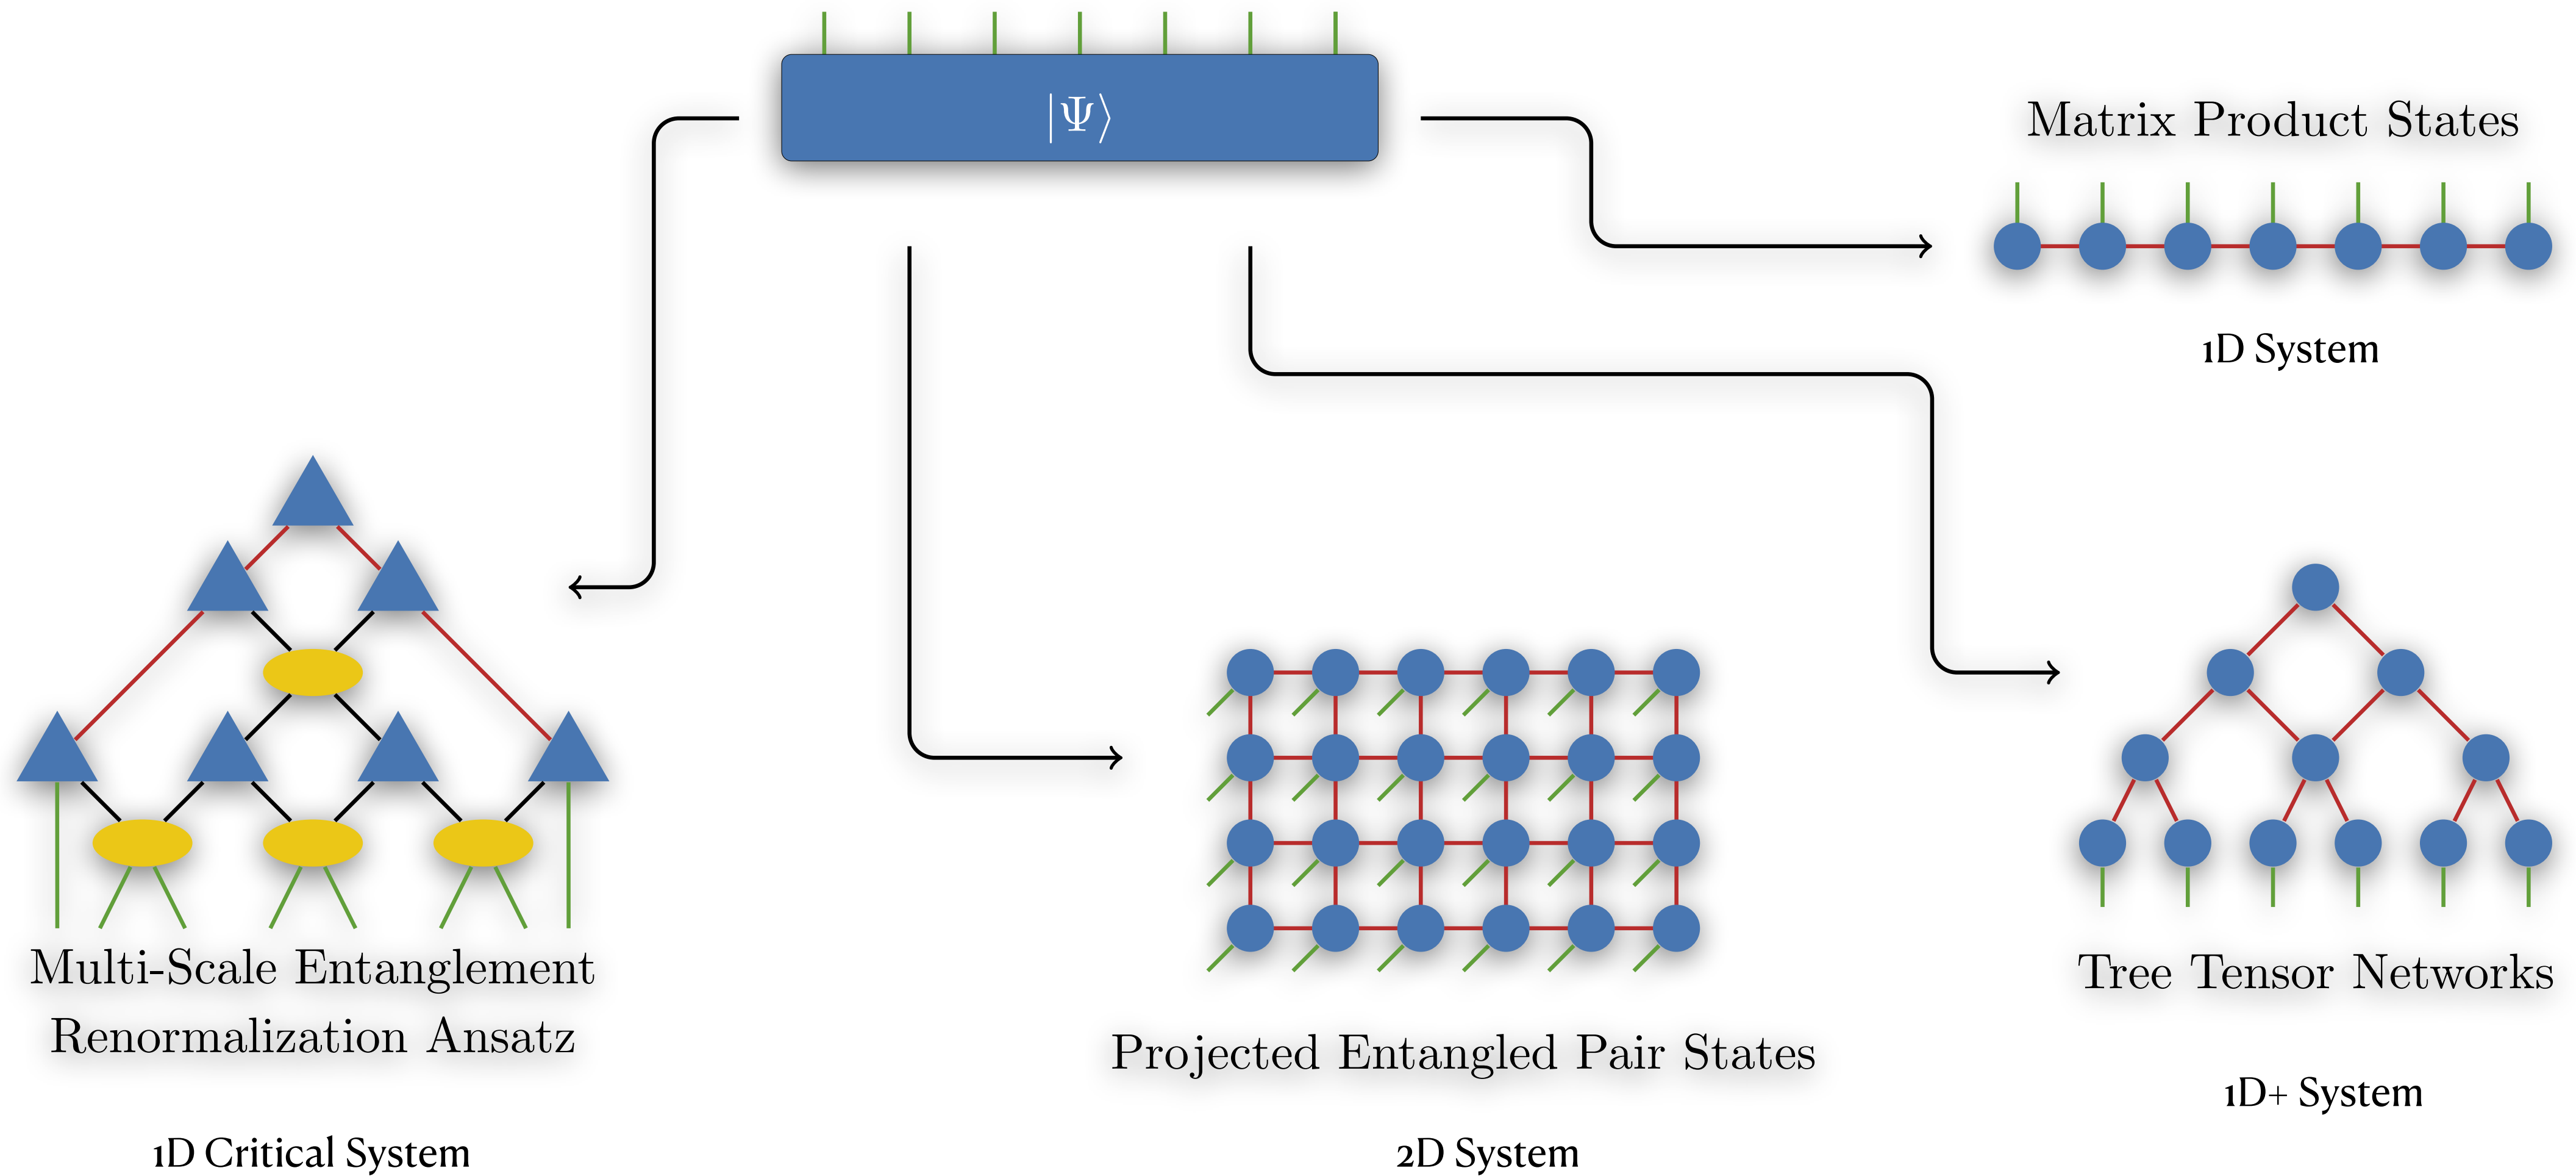 |Ψ⟩
Matrix Product States
1D System
Multi-Scale Entanglement
Renormalization Ansatz
1D Critical System
Projected Entangled Pair States
2D System
Tree Tensor Networks
1D+ System